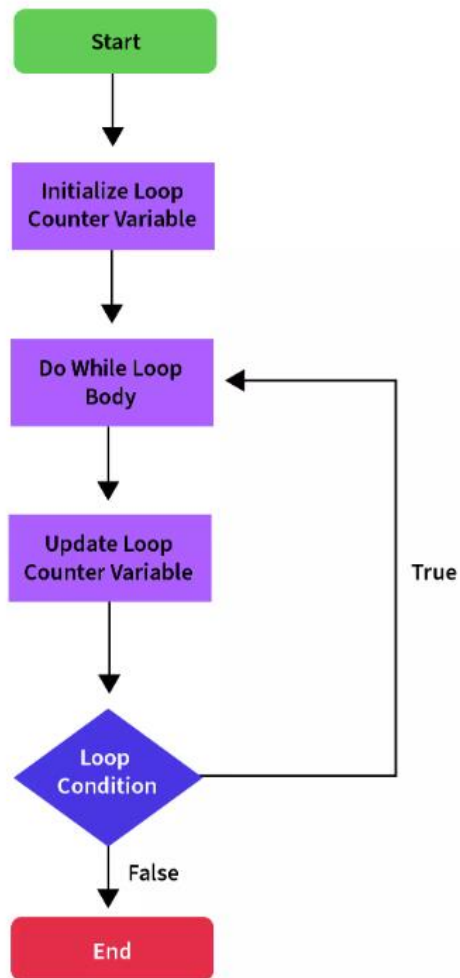 Start
Initialize Loop
Counter Variable
Do While Loop
Body
Update Loop
Counter Variable
True
Loop
Condition
False
End